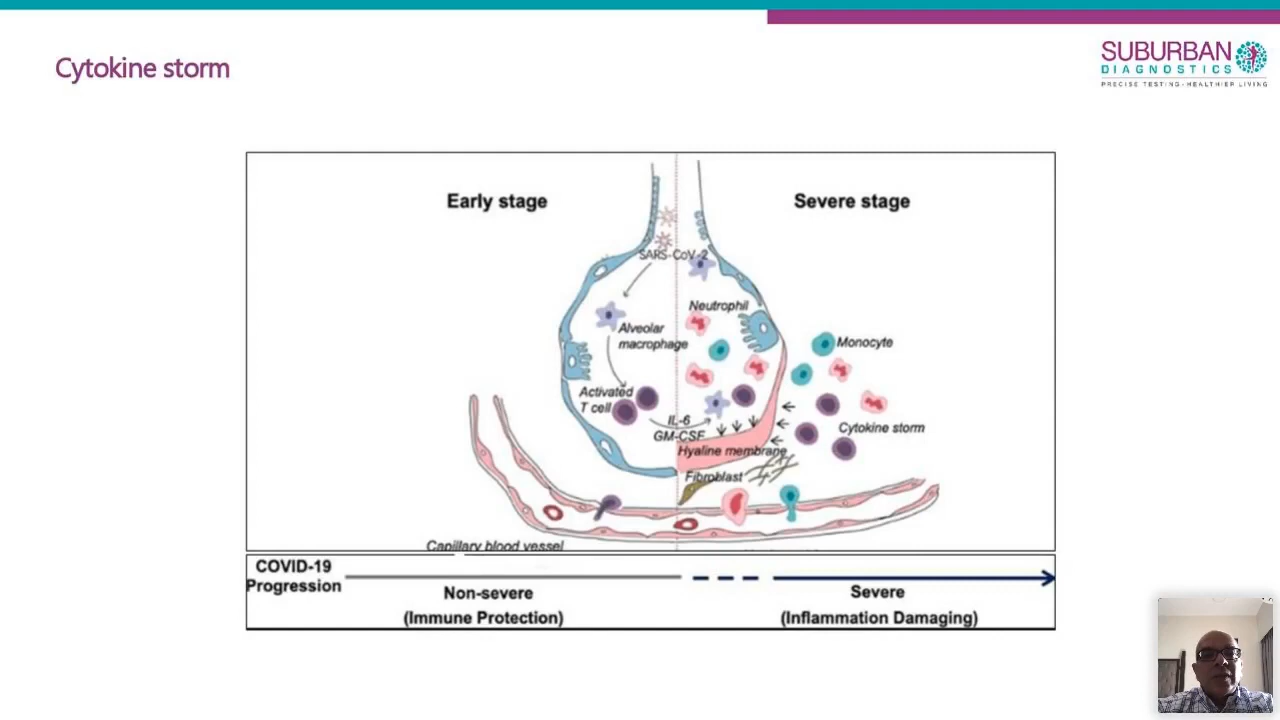 Cytokine storm
SUBURBAN
DIAGNOSTICS
PRECISE TESTING-HEALTHIER LIVING
Early stage
Severe stage
SARS-CoV-2
Neutrophil
Alveolar
macrophage
Monocyte
Activated
T cell
IL-6
GM-CSF
Cytokine storm
Hyaline membrane
Fibroblast
Capillary blood vessel
COVID-19
Progression
Non-severe
(Immune Protection)
Severe
(Inflammation Damaging)